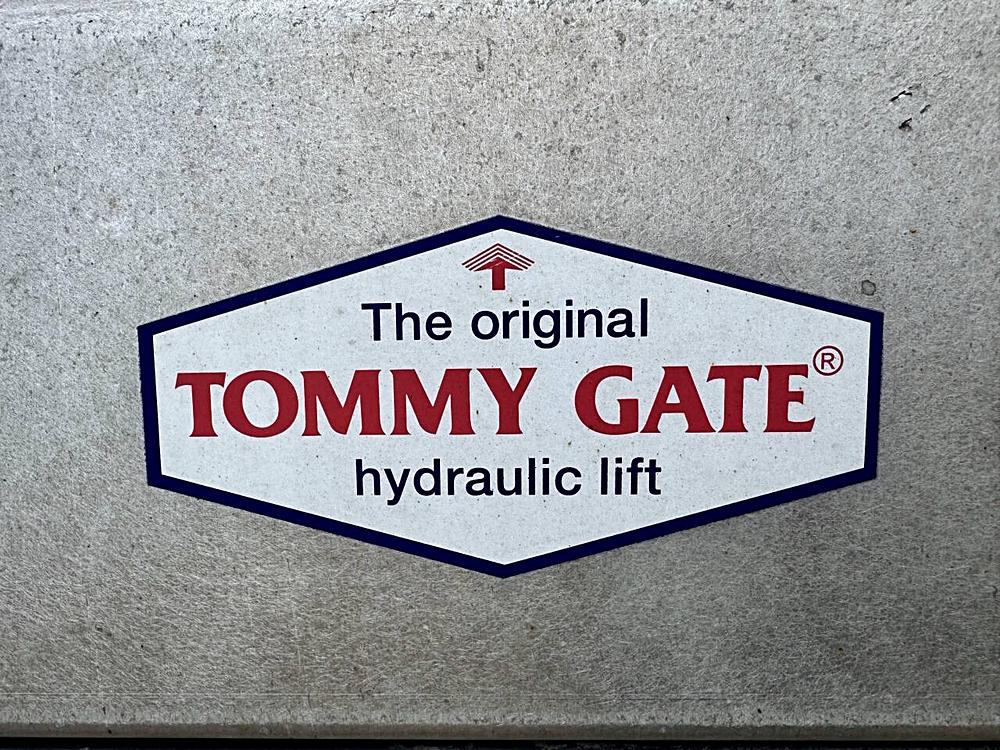 The original
TOMMY GATE®
hydraulic lift